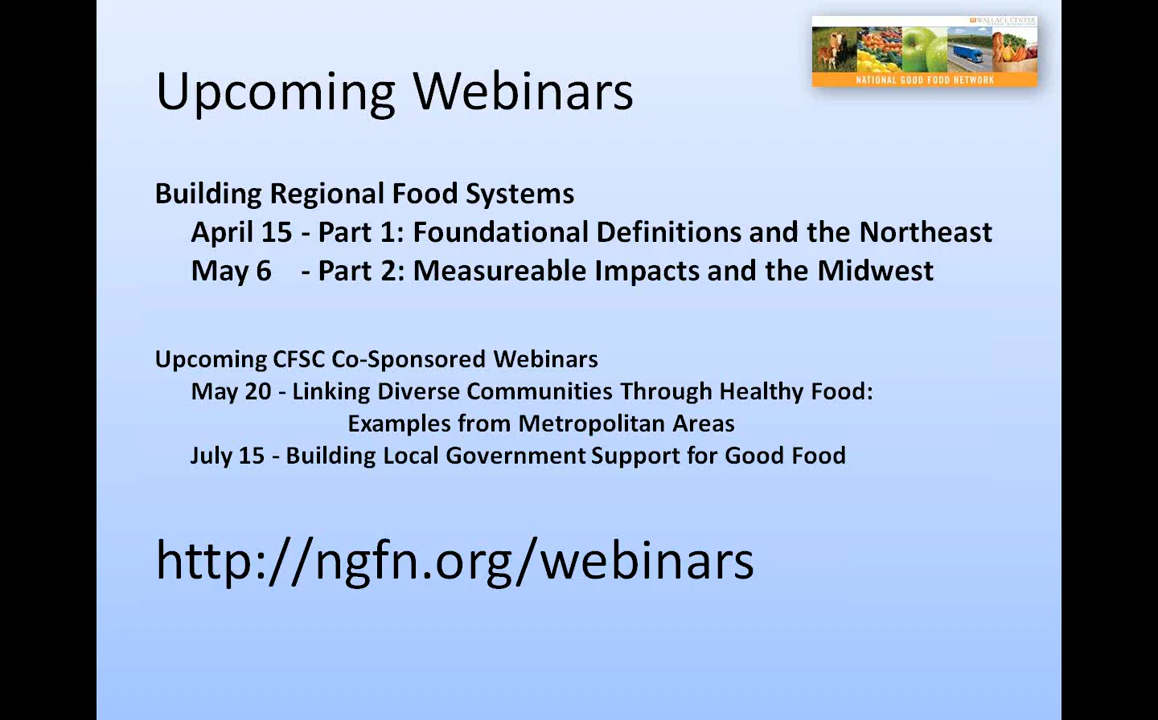 WALLACE CENTER
NATIONAL GOOD FOOD NETWORK
Upcoming Webinars
Building Regional Food Systems
April 15 - Part 1: Foundational Definitions and the Northeast
May 6 - Part 2: Measureable Impacts and the Midwest
Upcoming CFSC Co-Sponsored Webinars
May 20 - Linking Diverse Communities Through Healthy Food:
Examples from Metropolitan Areas
July 15 - Building Local Government Support for Good Food
http://ngfn.org/webinars